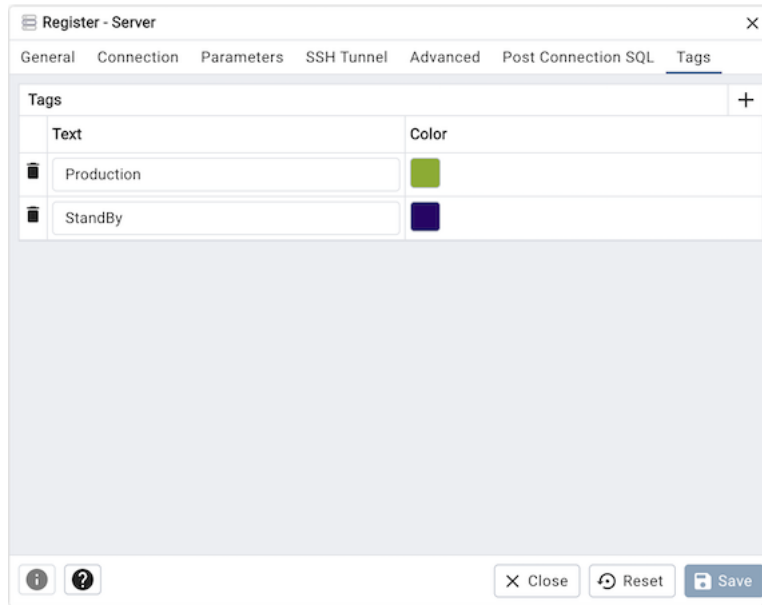 Register - Server
General Connection Parameters SSH Tunnel Advanced Post Connection SQL Tags
Tags
Text Color
Production
StandBy
Close Reset Save